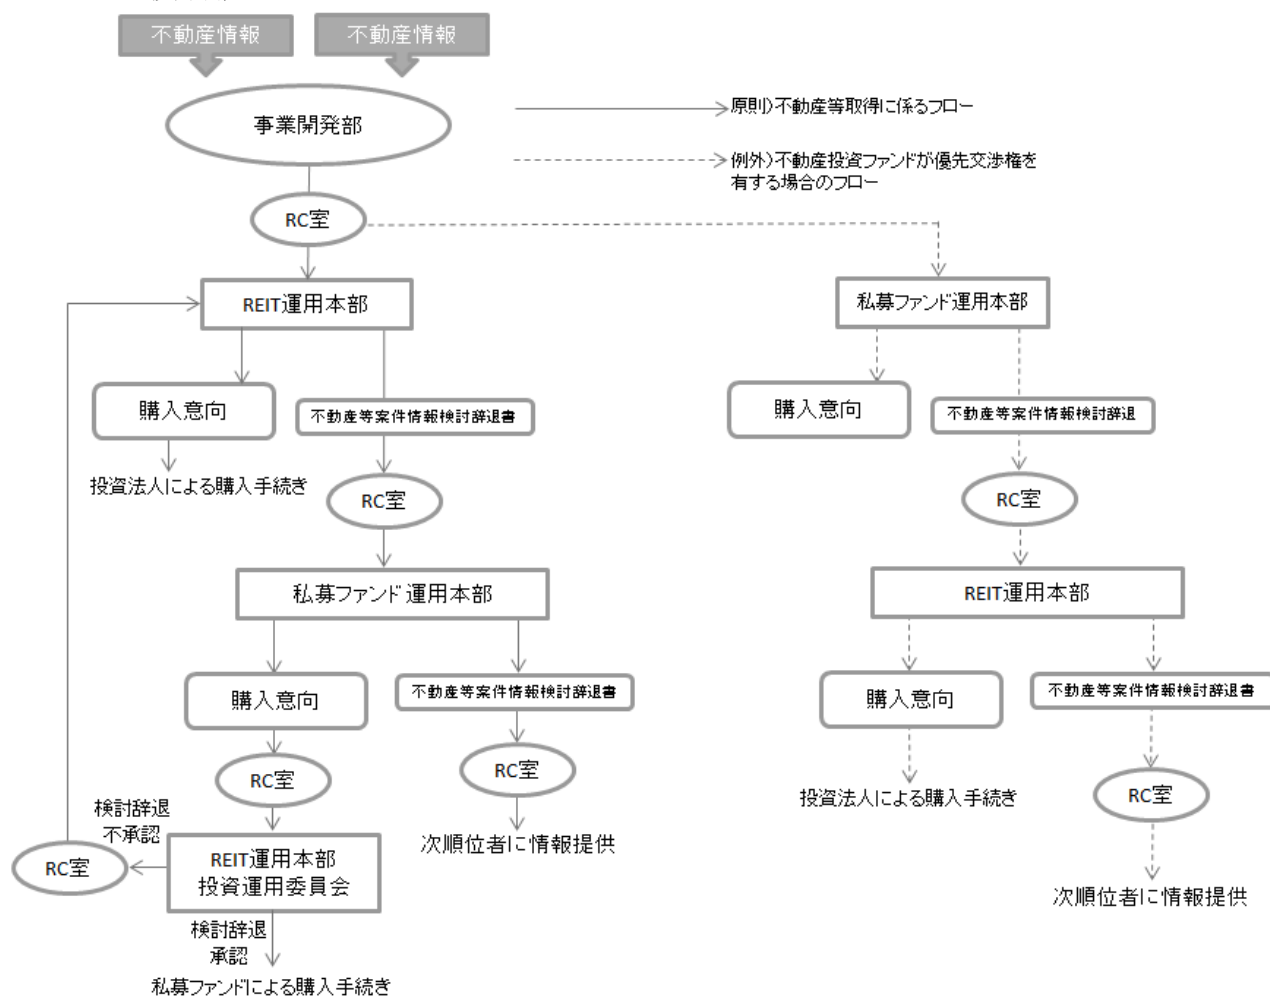 不動産情報
不動産情報
事業開発部
原則)不動産等取得に係るフロー
例外)不動産投資ファンドが優先交渉権を
有する場合のフロー
RC室
REIT運用本部
私募ファンド運用本部
購入意向
不動産等案件情報検討辞退書
購入意向
不動産等案件情報検討辞退
投資法人による購入手続き
RC室
RC室
私募ファンド運用本部
REIT運用本部
購入意向
不動産等案件情報検討辞退書
購入意向
不動産等案件情報検討辞退書
RC室
RC室
投資法人による購入手続き
RC室
検討辞退
不承認
次順位者に情報提供
RC室
REIT運用本部
投資運用委員会
次順位者に情報提供
検討辞退
承認
私募ファンドによる購入手続き